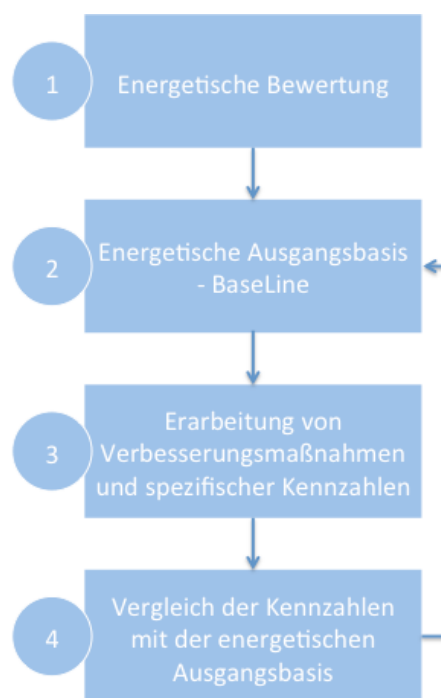 1
Energetische Bewertung
2
Energetische Ausgangsbasis
- BaseLine
3
Erarbeitung von
Verbesserungsmaßnahmen
und spezifischer Kennzahlen
4
Vergleich der Kennzahlen
mit der energetischen
Ausgangsbasis